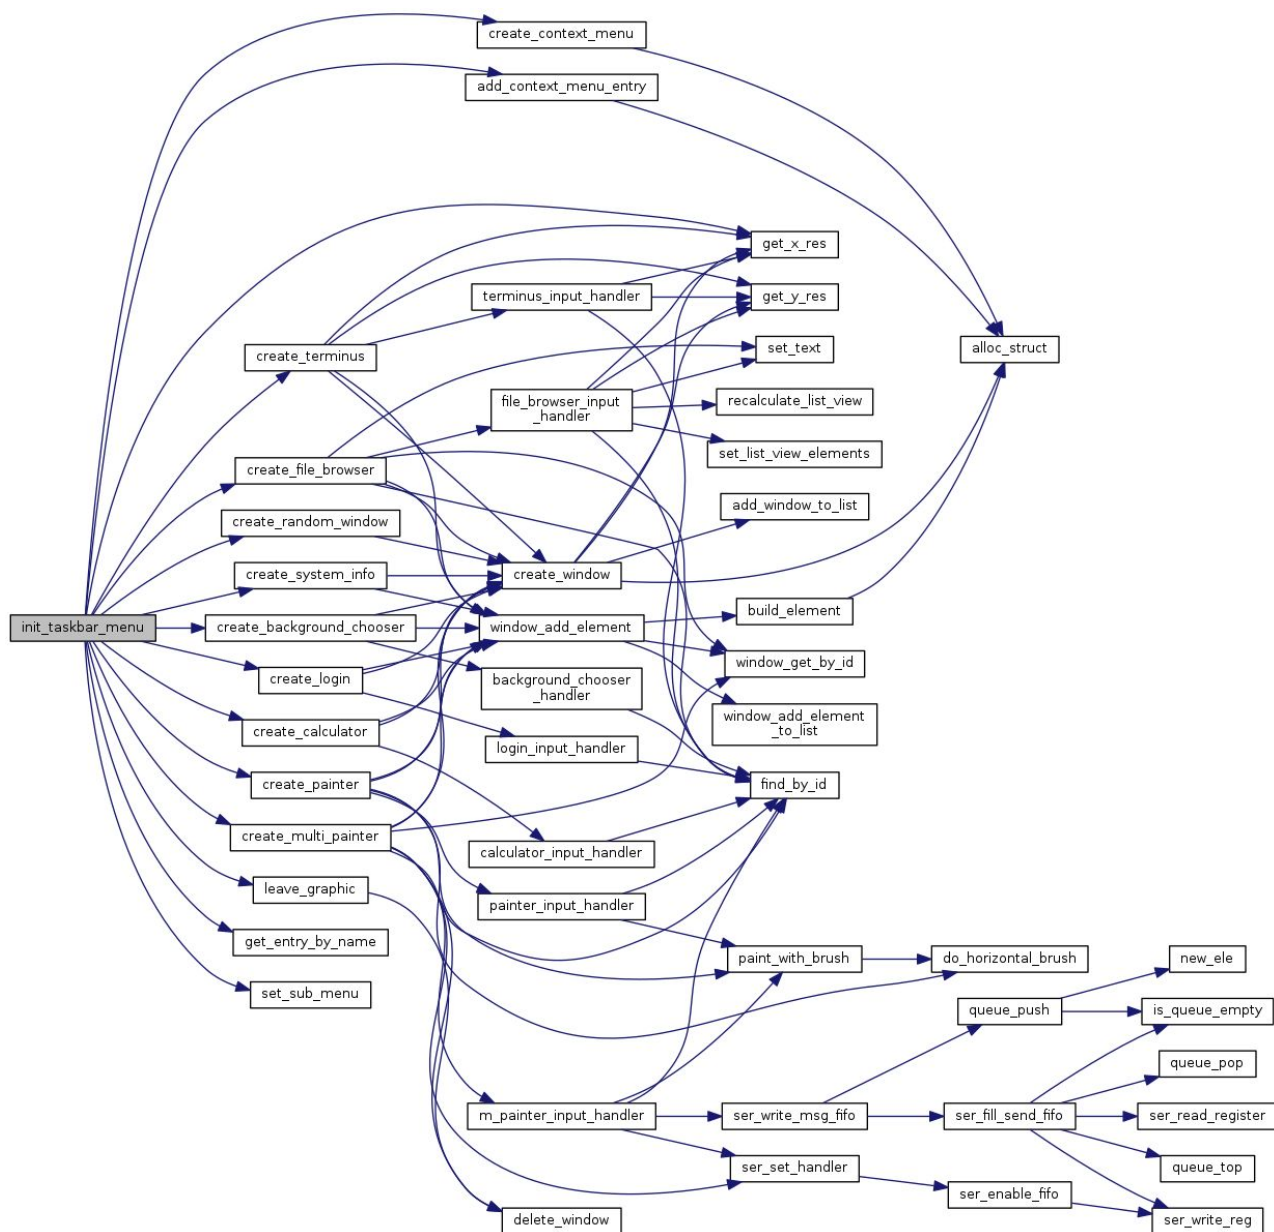 create_context_menu
add_context_menu_entry
get_x_res
terminus_input_handler
get_y_res
create_terminus
set_text
alloc_struct
file_browser_input
_handler
recalculate_list_view
set_list_view_elements
create_file_browser
add_window_to_list
create_random_window
create_system_info
create_window
build_element
init_taskbar_menu
create_background_chooser
window_add_element
window_get_by_id
create_login
background_chooser
_handler
window_add_element
_to_list
create_calculator
login_input_handler
create_painter
find_by_id
create_multi_painter
calculator_input_handler
leave_graphic
painter_input_handler
get_entry_by_name
paint_with_brush
do_horizontal_brush
new_ele
set_sub_menu
queue_push
is_queue_empty
queue_pop
m_painter_input_handler
ser_write_msg_fifo
ser_fill_send_fifo
ser_read_register
ser_set_handler
queue_top
ser_enable_fifo
delete_window
ser_write_reg